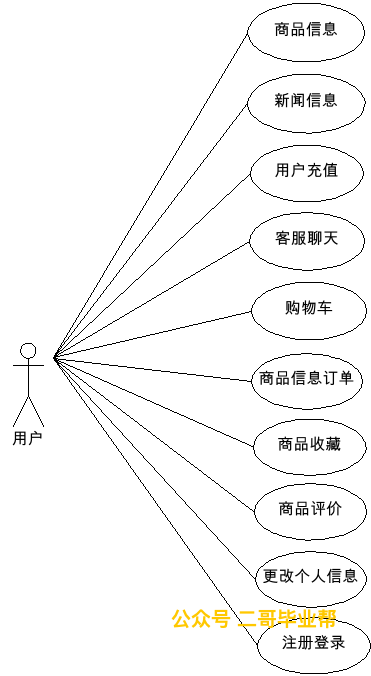 商品信息
新闻信息
用户充值
客服聊天
购物车
商品信息订单
用户
商品收藏
商品评价
更改个人信息
公众号 二哥毕业帮
注册登录